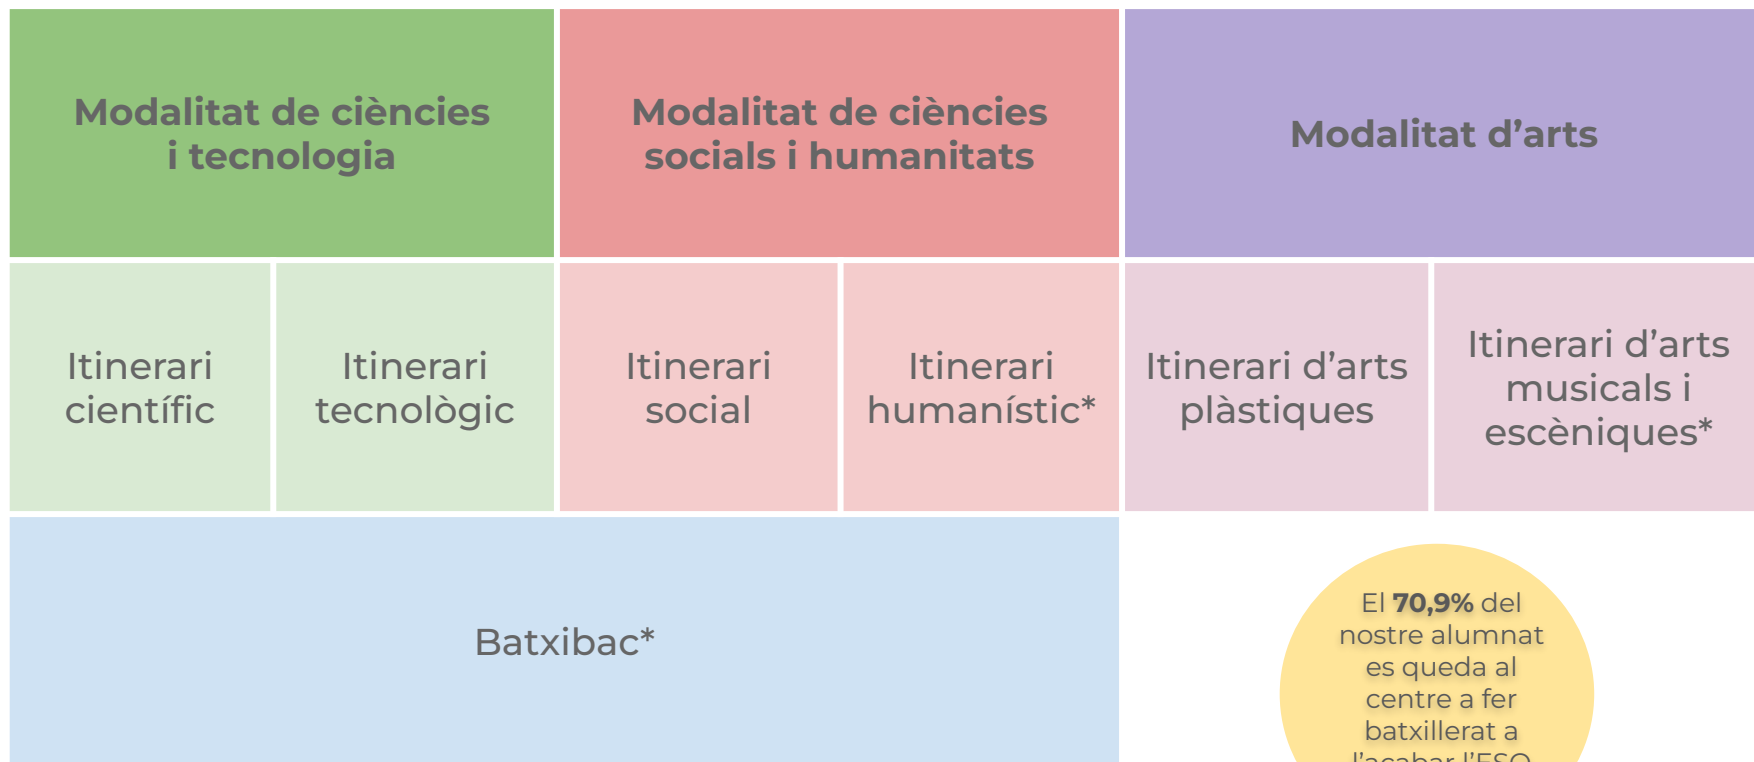 Modalitat de ciències
i tecnologia
Modalitat de ciències
socials i humanitats
Modalitat d’arts
Itinerari
científic
Itinerari
tecnològic
Itinerari
social
Itinerari
humanístic*
Itinerari d’arts
plàstiques
Itinerari d’arts
musicals i
escèniques*
Batxibac*
El 70,9% del
nostre alumnat
es queda al
centre a fer
batxillerat a
l’acabar l’ESO